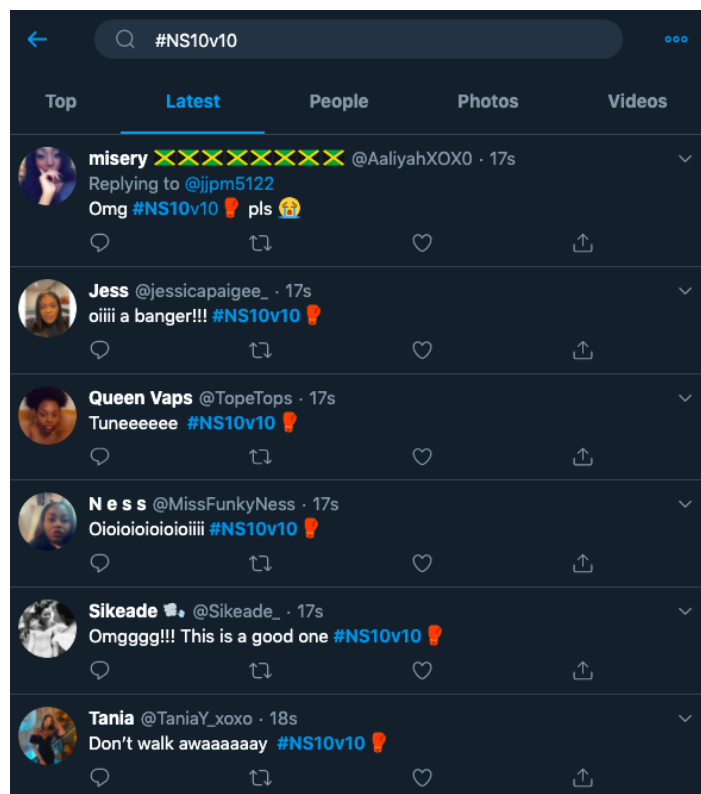 #NS10v10
Top Latest People Photos Videos
misery 🇯🇲🇯🇲🇯🇲🇯🇲🇯🇲🇯🇲🇯🇲🇯🇲 @AaliyahXOX0 · 17s
Replying to @jjpm5122
Omg #NS10v10🥊 pls 😭
Jess @jessicapaigee_ · 17s
oiiii a banger!!! #NS10v10🥊
Queen Vaps @TopeTops · 17s
Tuneeeeee #NS10v10🥊
N e s s @MissFunkyNess · 17s
Oioioioioioioiiii #NS10v10🥊
Sikeade @Sikeade_ · 17s
Omgggg!!! This is a good one #NS10v10🥊
Tania @TaniaY_xoxo · 18s
Don’t walk awaaaaaay #NS10v10🥊